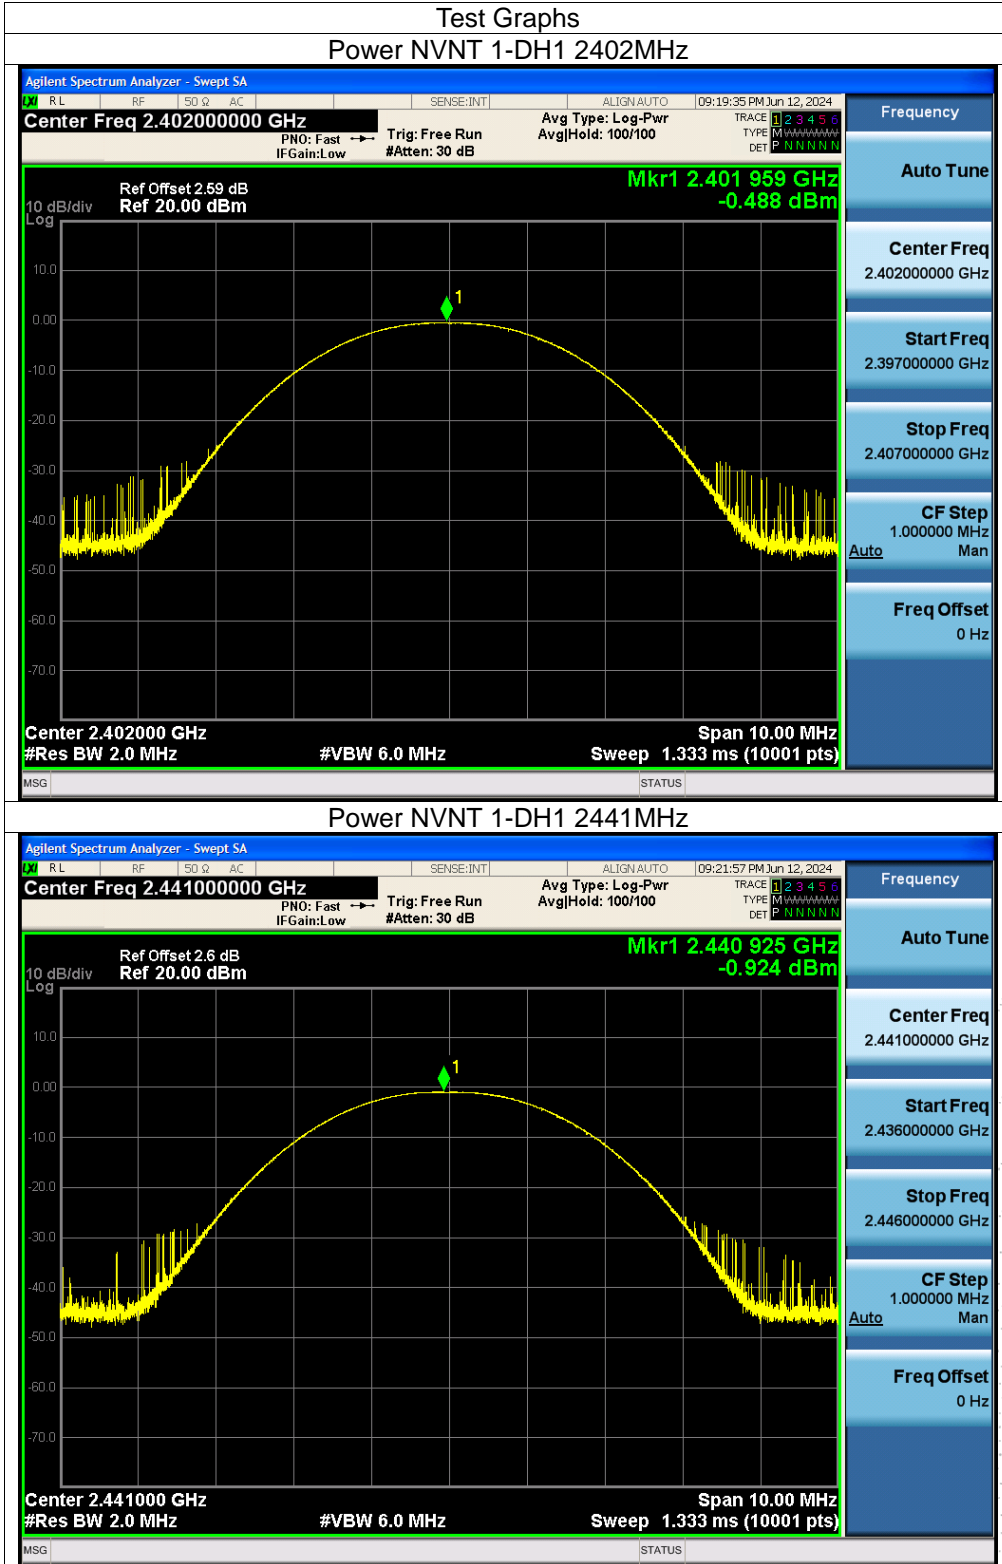 Test Graphs
Power NVNT 1-DH1 2402MHz
Agilent Spectrum Analyzer - Swept SA
LXI RL RF 50 Ω AC SENSE:INT ALIGN AUTO 09:19:35 PM Jun 12, 2024
Center Freq 2.402000000 GHz
PNO: Fast
IFGain:Low
Trig: Free Run
#Atten: 30 dB
Avg Type: Log-Pwr
Avg|Hold: 100/100
TRACE 1 2 3 4 5 6
TYPE M W W W W W
DET P N N N N N
Frequency
Auto Tune
Center Freq
2.402000000 GHz
Start Freq
2.397000000 GHz
Stop Freq
2.407000000 GHz
CF Step
1.000000 MHz
Auto Man
Freq Offset
0 Hz
Mkr1 2.401 959 GHz
-0.488 dBm
Ref Offset 2.59 dB
10 dB/div Ref 20.00 dBm
Log
10.0
1
0.00
-10.0
-20.0
-30.0
-40.0
-50.0
-60.0
-70.0
Center 2.402000 GHz Span 10.00 MHz
#Res BW 2.0 MHz #VBW 6.0 MHz Sweep 1.333 ms (10001 pts)
MSG STATUS
Power NVNT 1-DH1 2441MHz
Agilent Spectrum Analyzer - Swept SA
LXI RL RF 50 Ω AC SENSE:INT ALIGN AUTO 09:21:57 PM Jun 12, 2024
Center Freq 2.441000000 GHz
PNO: Fast
IFGain:Low
Trig: Free Run
#Atten: 30 dB
Avg Type: Log-Pwr
Avg|Hold: 100/100
TRACE 1 2 3 4 5 6
TYPE M W W W W W
DET P N N N N N
Frequency
Auto Tune
Center Freq
2.441000000 GHz
Start Freq
2.436000000 GHz
Stop Freq
2.446000000 GHz
CF Step
1.000000 MHz
Auto Man
Freq Offset
0 Hz
Mkr1 2.440 925 GHz
-0.924 dBm
Ref Offset 2.6 dB
10 dB/div Ref 20.00 dBm
Log
10.0
1
0.00
-10.0
-20.0
-30.0
-40.0
-50.0
-60.0
-70.0
Center 2.441000 GHz Span 10.00 MHz
#Res BW 2.0 MHz #VBW 6.0 MHz Sweep 1.333 ms (10001 pts)
MSG STATUS